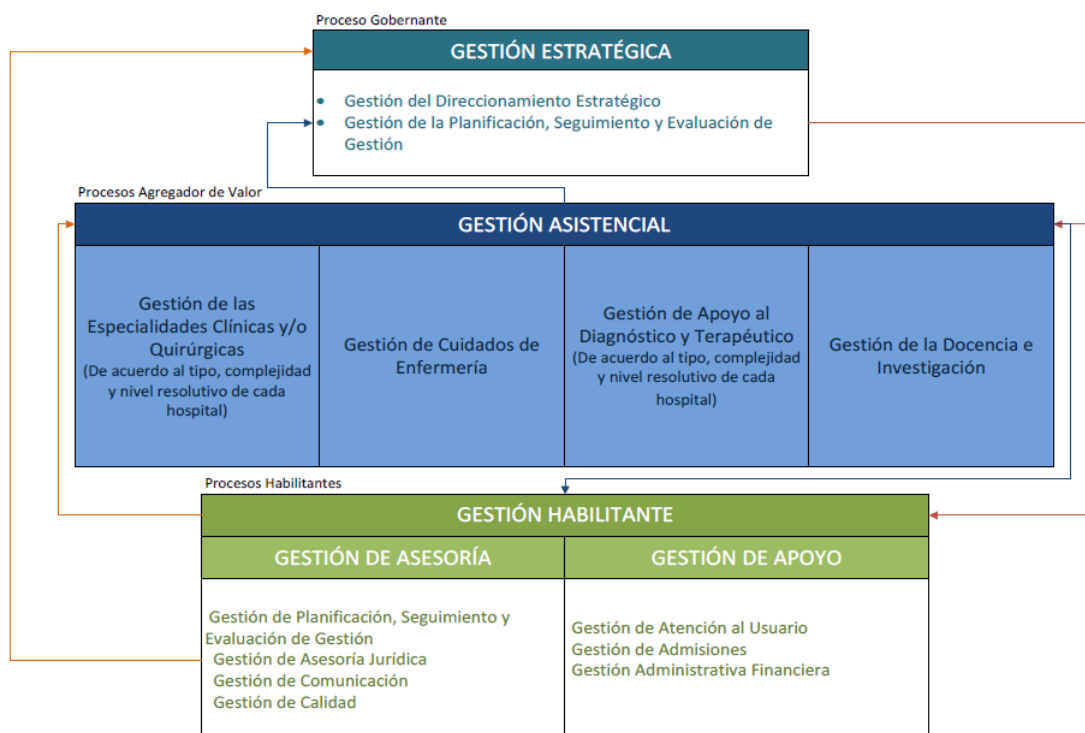 Proceso Gobernante
GESTIÓN ESTRATÉGICA
• Gestión del Direccionamiento Estratégico
• Gestión de la Planificación, Seguimiento y Evaluación de
Gestión
Procesos Agregador de Valor
GESTIÓN ASISTENCIAL
Gestión de las
Especialidades Clínicas y/o
Quirúrgicas
(De acuerdo al tipo, complejidad
y nivel resolutivo de cada
hospital)
Gestión de Cuidados de
Enfermería
Gestión de Apoyo al
Diagnóstico y Terapéutico
(De acuerdo al tipo, complejidad
y nivel resolutivo de cada
hospital)
Gestión de la Docencia e
Investigación
Procesos Habilitantes
GESTIÓN HABILITANTE
GESTIÓN DE ASESORÍA
Gestión de Planificación, Seguimiento y
Evaluación de Gestión
Gestión de Asesoría Jurídica
Gestión de Comunicación
Gestión de Calidad
GESTIÓN DE APOYO
Gestión de Atención al Usuario
Gestión de Admisiones
Gestión Administrativa Financiera